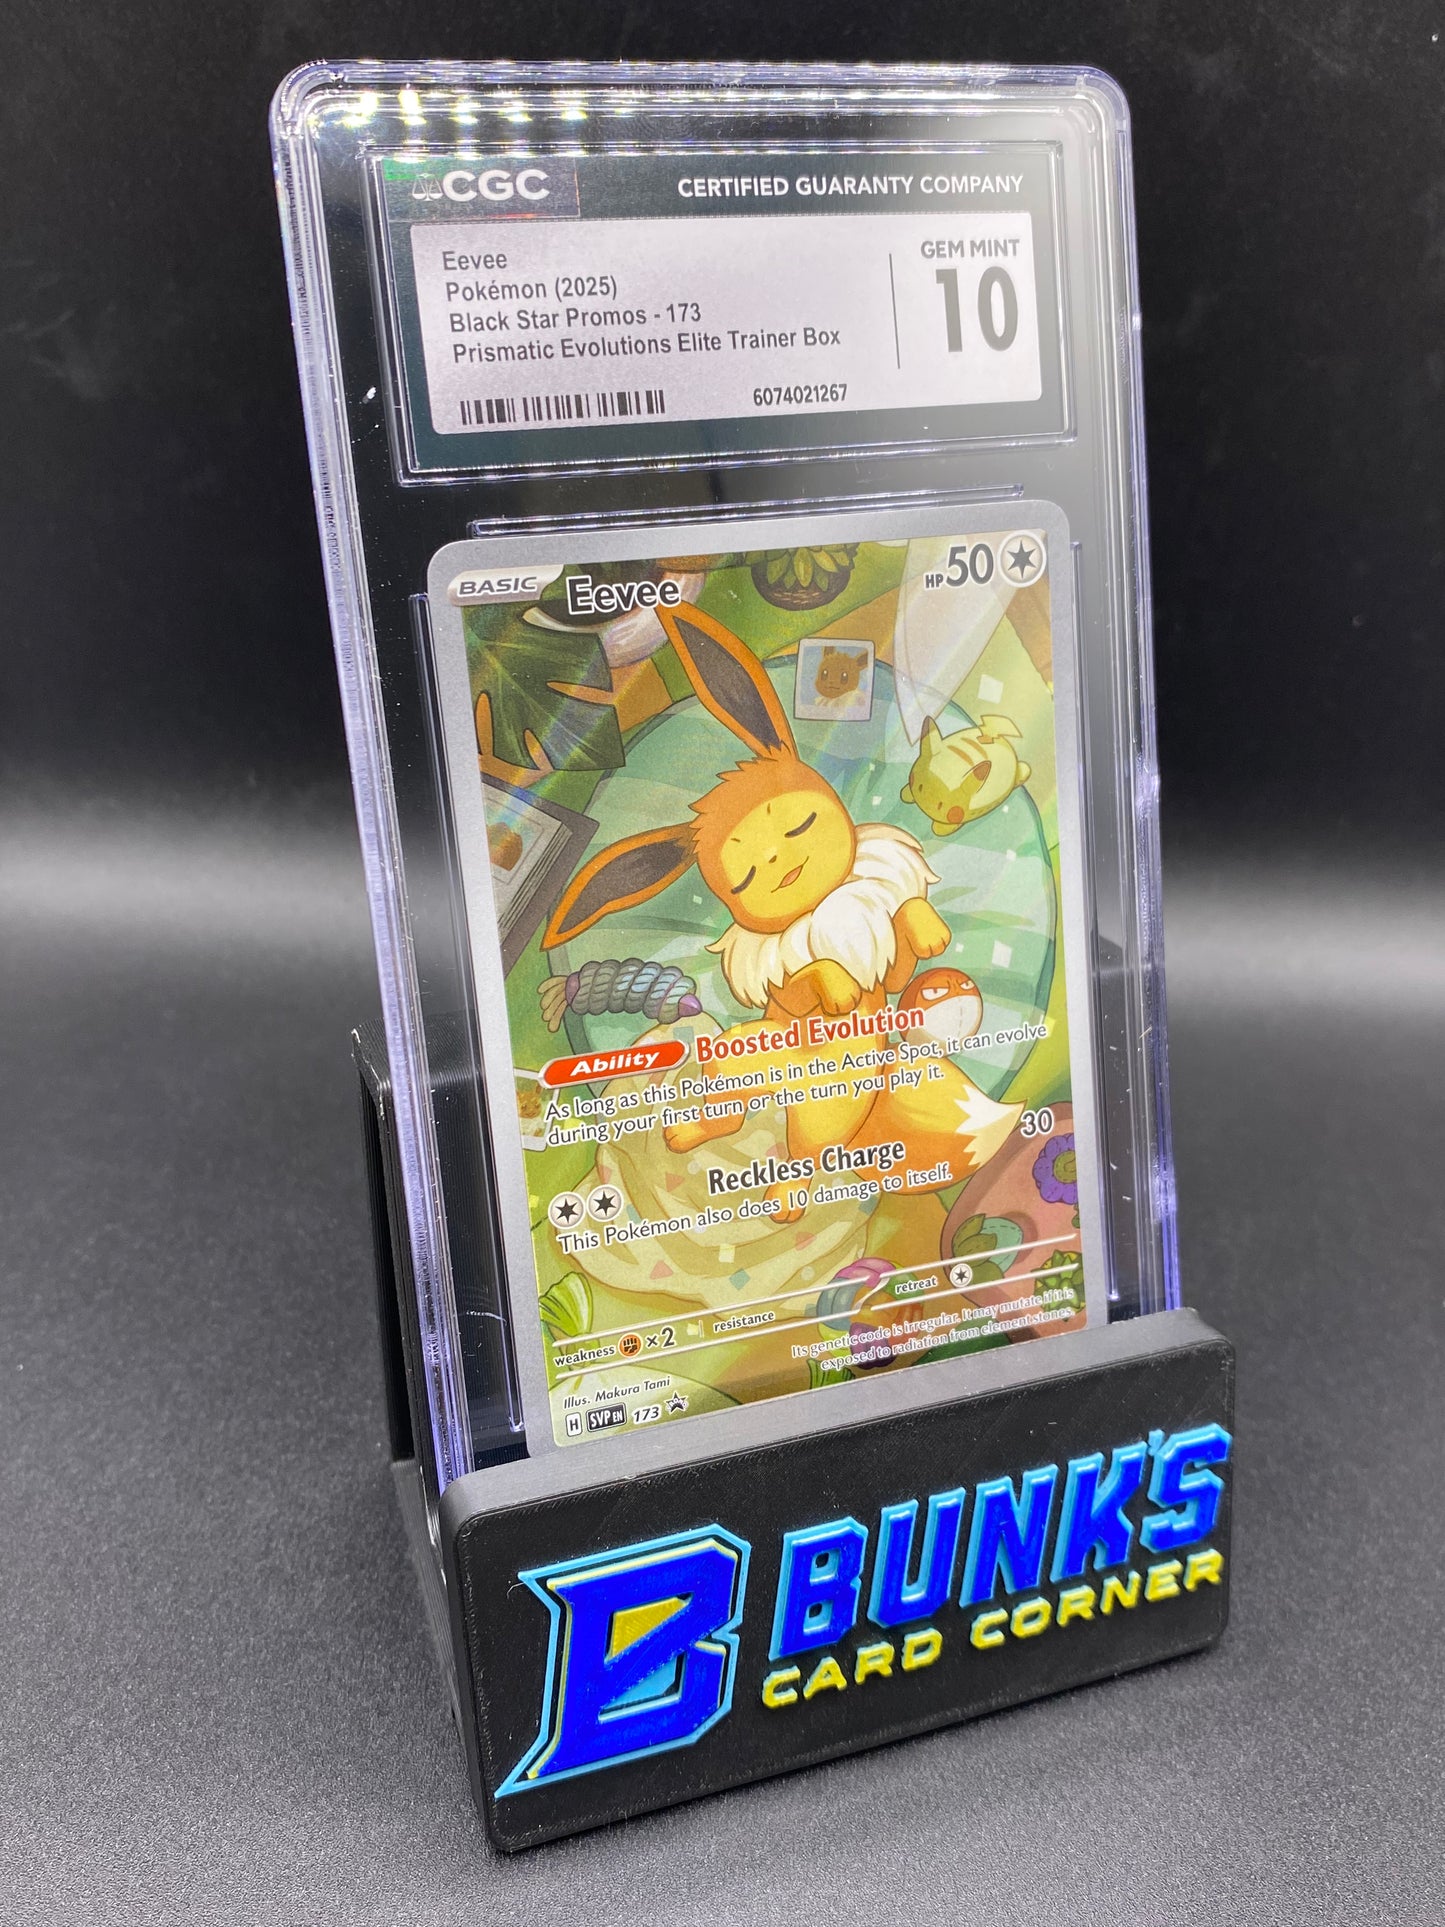 CGC
CERTIFIED GUARANTY COMPANY
Eevee
Pokémon (2025)
Black Star Promos - 173
Prismatic Evolutions Elite Trainer Box
GEM MINT
10
6074021267
BASIC
Eevee
HP 50
Ability Boosted Evolution
As long as this Pokémon is in the Active Spot, it can evolve
during your first turn or the turn you play it.
Reckless Charge 30
This Pokémon also does 10 damage to itself.
weakness ×2 resistance retreat
Its genetic code is irregular. It may mutate if it is
exposed to radiation from element stones.
Illus. Makura Tami
H SVP EN 173
B BUNK'S
CARD CORNER